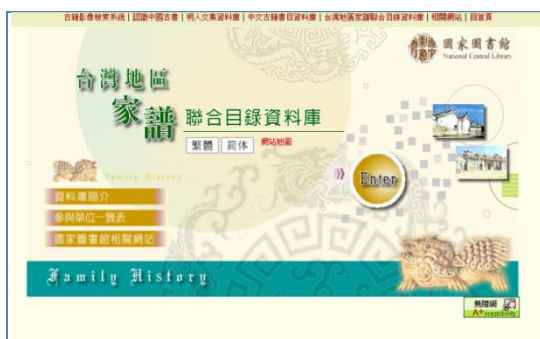 古籍影像檢索系統 | 認識中國古書 | 明人文集資料庫 | 中文古籍書目資料庫 | 台灣地區家譜聯合目錄資料庫 | 相關網站 | 回首頁
國家圖書館
National Central Library
台灣地區
家譜
聯合目錄資料庫
繁體 简体 網站地圖
Enter
Family History
資料庫簡介
參與單位一覽表
國家圖書館相關網站
Family History
無障礙
A+ accessibility